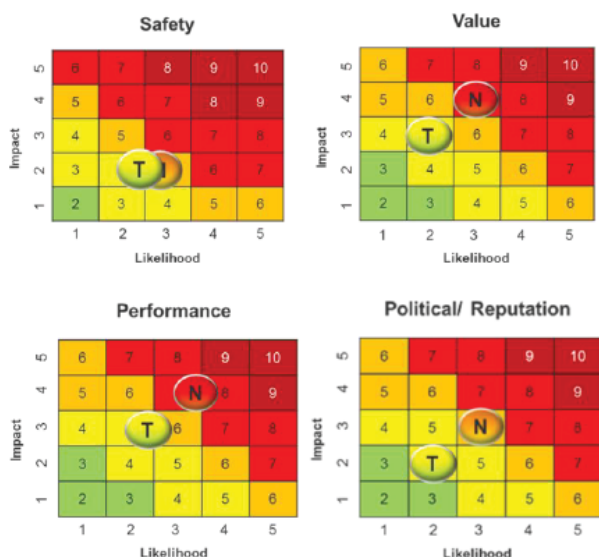 Safety
Impact
5 6 7 8 9 10
4 5 6 7 8 9
3 4 5 6 7 8
2 3 T 6 7
1 2 3 4 5 6
1 2 3 4 5
Likelihood
Value
Impact
5 6 7 8 9 10
4 5 6 N 8 9
3 4 T 6 7 8
2 3 4 5 6 7
1 2 3 4 5 6
1 2 3 4 5
Likelihood
Performance
Impact
5 6 7 8 9 10
4 5 6 N 8 9
3 4 T 6 7 8
2 3 4 5 6 7
1 2 3 4 5 6
1 2 3 4 5
Likelihood
Political/ Reputation
Impact
5 6 7 8 9 10
4 5 6 7 8 9
3 4 5 N 7 8
2 3 T 5 6 7
1 2 3 4 5 6
1 2 3 4 5
Likelihood